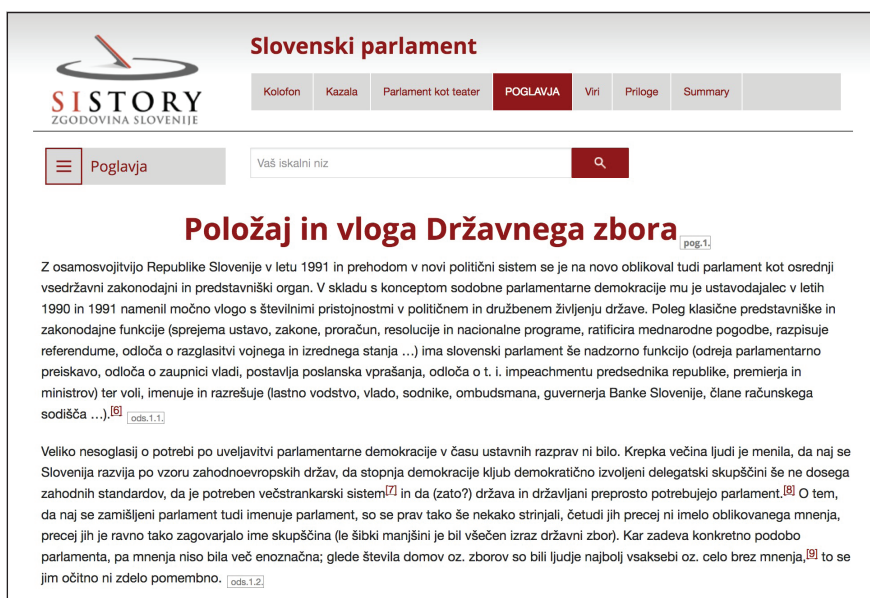 SISTORY
ZGODOVINA SLOVENIJE
Slovenski parlament
Kolofon Kazala Parlament kot teater POGLAVJA Viri Priloge Summary
Poglavja
Vaš iskalni niz
Položaj in vloga Državnega zbora pog.1.
Z osamosvojitvijo Republike Slovenije v letu 1991 in prehodom v novi politični sistem se je na novo oblikoval tudi parlament kot osrednji
vsedržavni zakonodajni in predstavniški organ. V skladu s konceptom sodobne parlamentarne demokracije mu je ustavodajalec v letih
1990 in 1991 namenil močno vlogo s številnimi pristojnostmi v političnem in družbenem življenju države. Poleg klasične predstavniške in
zakonodajne funkcije (sprejema ustavo, zakone, proračun, resolucije in nacionalne programe, ratificira mednarodne pogodbe, razpisuje
referendume, odloča o razglasitvi vojnega in izrednega stanja ...) ima slovenski parlament še nadzorno funkcijo (odreja parlamentarno
preiskavo, odloča o zaupnici vladi, postavlja poslanska vprašanja, odloča o t. i. impeachmentu predsednika republike, premierja in
ministrov) ter voli, imenuje in razrešuje (lastno vodstvo, vlado, sodnike, ombudsmana, guvernerja Banke Slovenije, člane računskega
sodišča ...).[6] ods.1.1.
Veliko nesoglasij o potrebi po uveljavitvi parlamentarne demokracije v času ustavnih razprav ni bilo. Krepka večina ljudi je menila, da naj se
Slovenija razvija po vzoru zahodnoevropskih držav, da stopnja demokracije kljub demokratično izvoljeni delegatski skupščini še ne dosega
zahodnih standardov, da je potreben večstrankarski sistem[7] in da (zato?) država in državljani preprosto potrebujejo parlament.[8] O tem,
da naj se zamišljeni parlament tudi imenuje parlament, so se prav tako še nekako strinjali, četudi jih precej ni imelo oblikovanega mnenja,
precej jih je ravno tako zagovarjalo ime skupščina (le šibki manjšini je bil všečen izraz državni zbor). Kar zadeva konkretno podobo
parlamenta, pa mnenja niso bila več enoznačna; glede števila domov oz. zborov so bili ljudje najbolj vsaksebi oz. celo brez mnenja,[9] to se
jim očitno ni zdelo pomembno. ods.1.2.